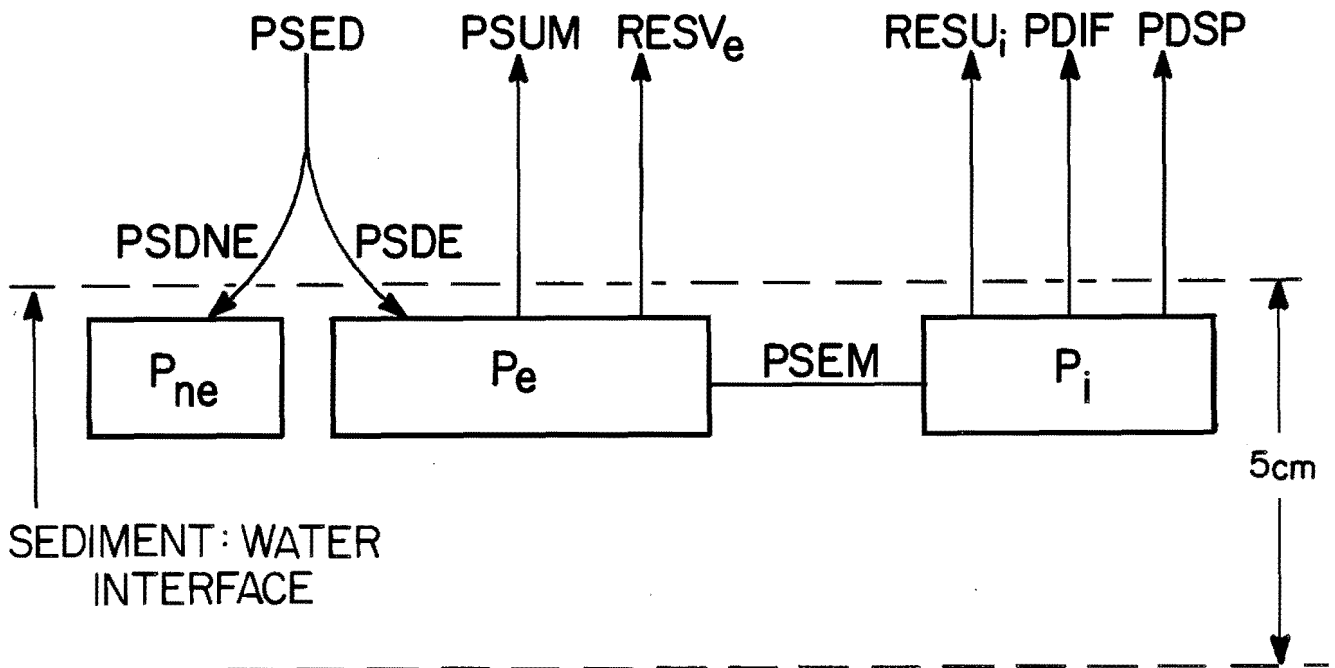 PSED PSUM RESVe RESUi PDIF PDSP
PSDNE PSDE
Pne Pe PSEM Pi
5cm
SEDIMENT : WATER
INTERFACE